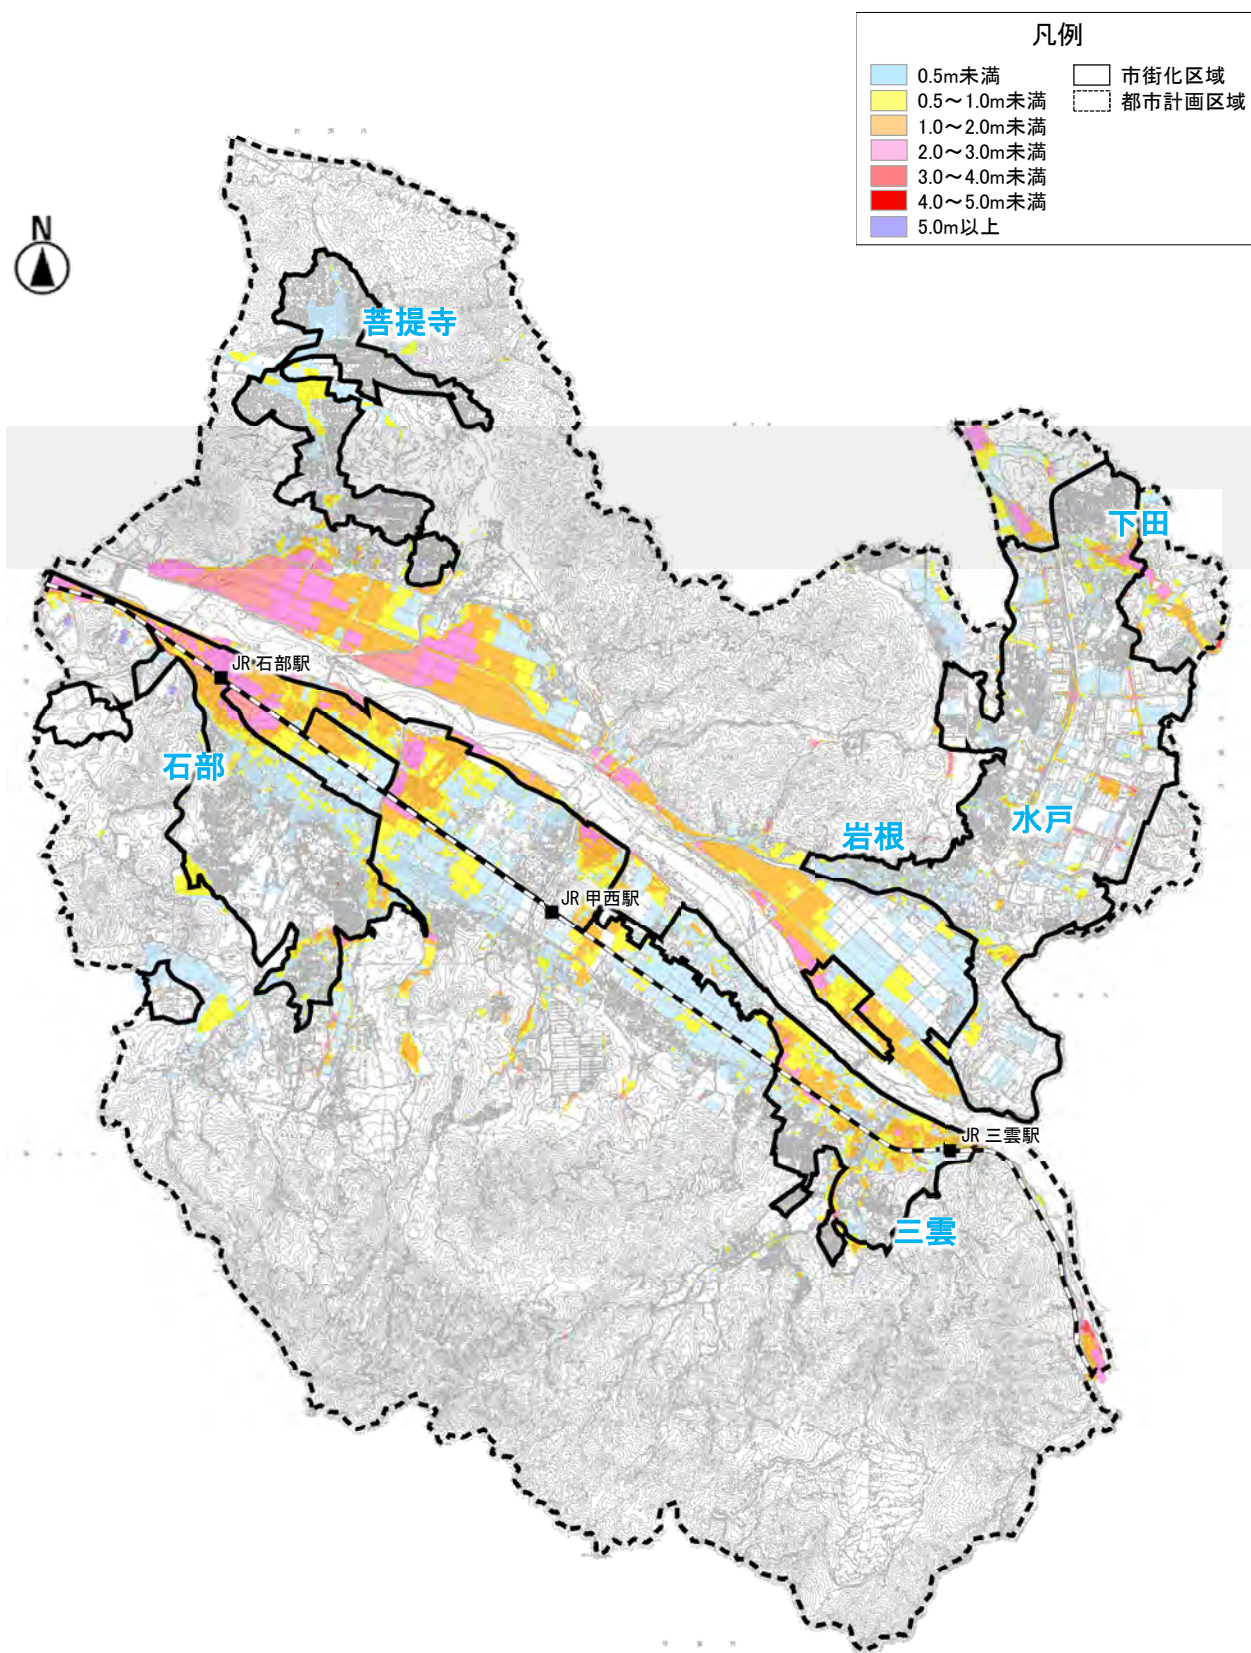 凡例
0.5m未満
0.5～1.0m未満
1.0～2.0m未満
2.0～3.0m未満
3.0～4.0m未満
4.0～5.0m未満
5.0m以上
市街化区域
都市計画区域
N
菩提寺
下田
JR 石部駅
石部
水戸
岩根
JR 甲西駅
JR 三雲駅
三雲